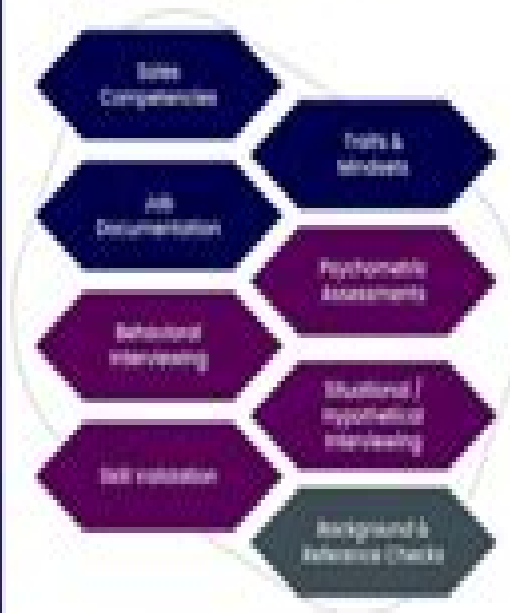 Sales
Competencies
Traits &
Mindsets
Job
Documentation
Psychometric
Assessments
Behavioral
Interviewing
Situational /
Hypothetical
Interviewing
Skill Validation
Background &
Reference Checks